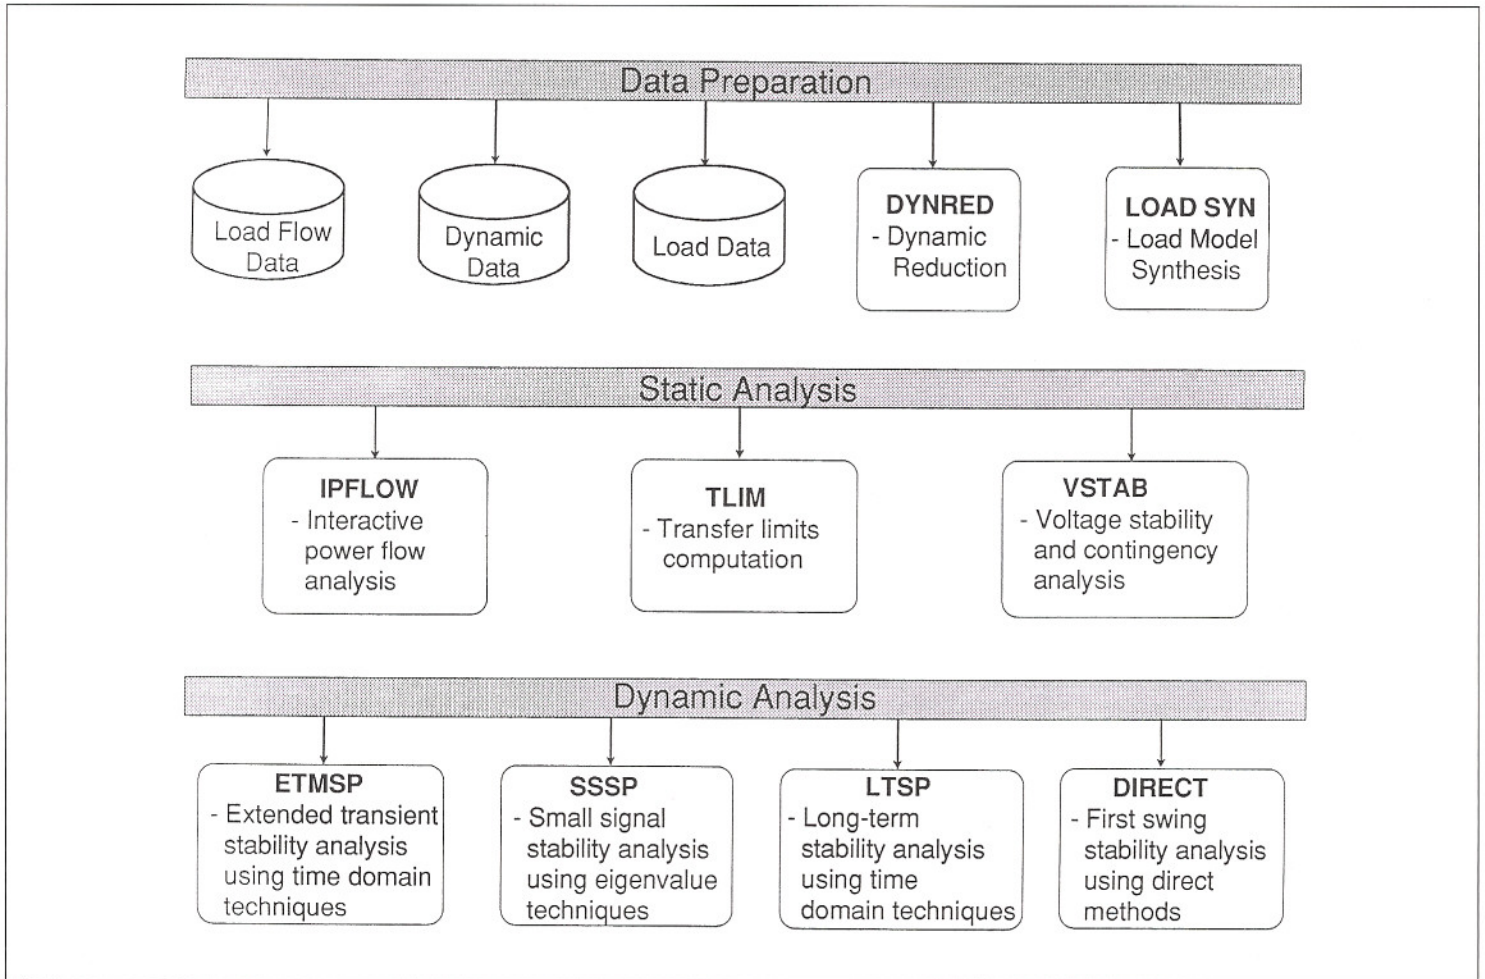 Data Preparation
Load Flow
Data
Dynamic
Data
Load Data
DYNRED
- Dynamic
Reduction
LOAD SYN
- Load Model
Synthesis
Static Analysis
IPFLOW
- Interactive
power flow
analysis
TLIM
- Transfer limits
computation
VSTAB
- Voltage stability
and contingency
analysis
Dynamic Analysis
ETMSP
- Extended transient
stability analysis
using time domain
techniques
SSSP
- Small signal
stability analysis
using eigenvalue
techniques
LTSP
- Long-term
stability analysis
using time
domain techniques
DIRECT
- First swing
stability analysis
using direct
methods